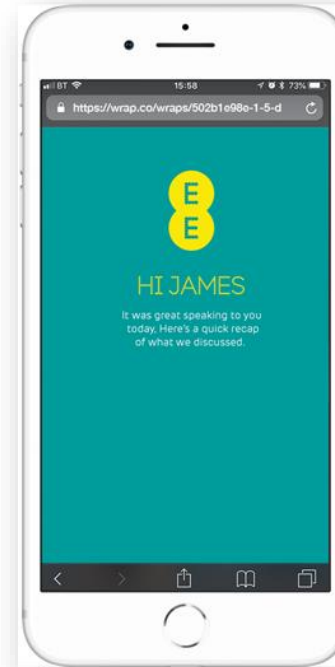 BT 15:58 73%
https://wrap.co/wraps/502b1e98e-1-5-d
E
E
HI JAMES
It was great speaking to you
today, Here's a quick recap
of what we discussed.